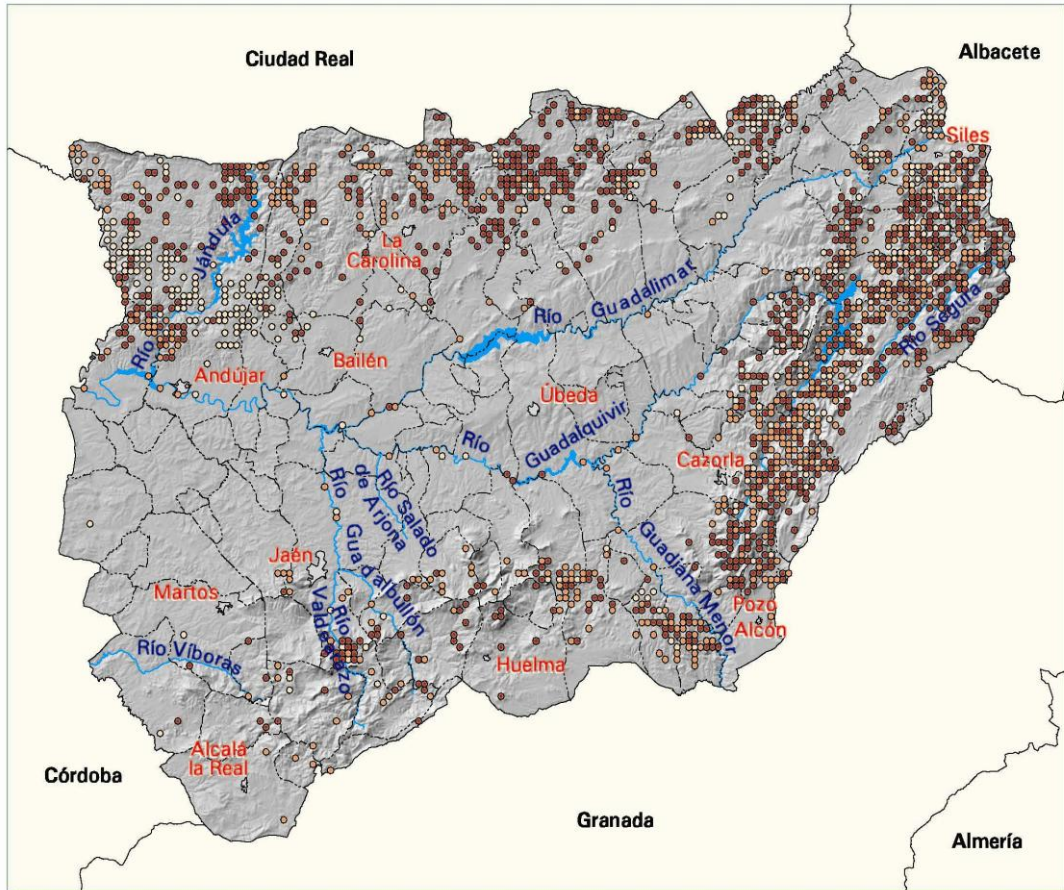 Ciudad Real
Albacete
Siles
Jándula
La
Carolina
Río Guadalimar
Río Segura
Río
Andújar
Bailén
Úbeda
Río Guadalquivir
Cazorla
Río Salado
de Arjona
Río Guadalbullón
Río Guadiana Menor
Jaén
Martos
Río
Valdearazo
Pozo
Alcón
Río Víboras
Huelma
Alcalá
la Real
Córdoba
Granada
Almería